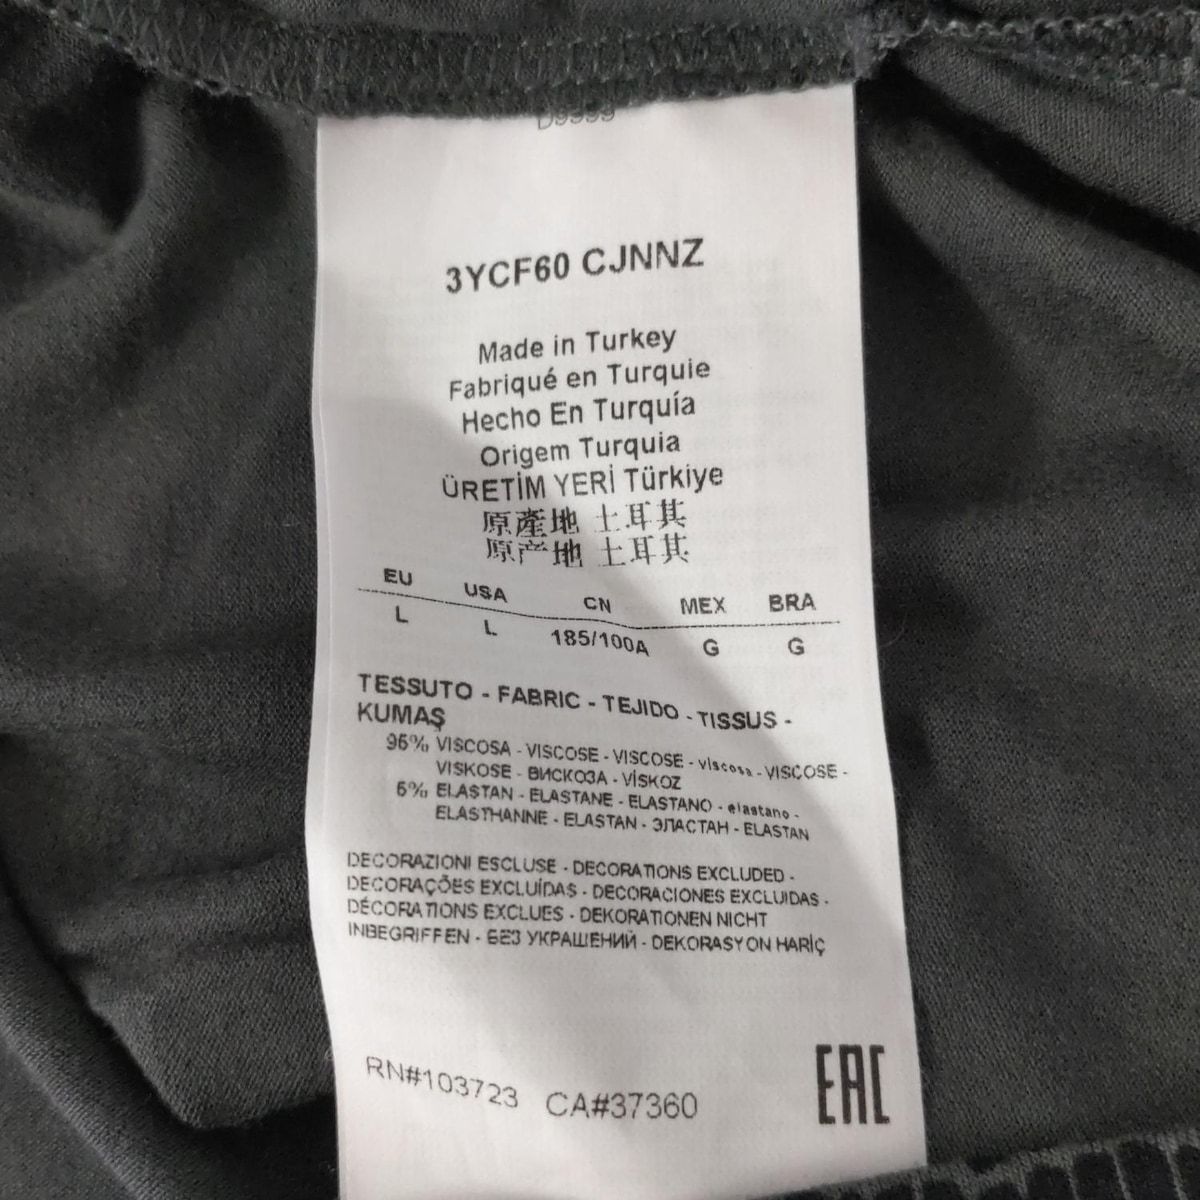 D9999
3YCF60 CJNNZ
Made in Turkey
Fabriqué en Turquie
Hecho En Turquía
Origem Turquia
ÜRETİM YERİ Türkiye
原產地 土耳其
原产地 土耳其
EU USA CN MEX BRA
L L 185/100A G G
TESSUTO - FABRIC - TEJIDO - TISSUS -
KUMAŞ
95% VISCOSA - VISCOSE - VISCOSE - viscosa - VISCOSE -
VISKOSE - ВИСКОЗА - VİSKOZ
5% ELASTAN - ELASTANE - ELASTANO - elastano -
ELASTHANNE - ELASTAN - ЭЛАСТАН - ELASTAN
DECORAZIONI ESCLUSE - DECORATIONS EXCLUDED -
DECORAÇÕES EXCLUÍDAS - DECORACIONES EXCLUIDAS -
DÉCORATIONS EXCLUES - DEKORATIONEN NICHT
INBEGRIFFEN - БЕЗ УКРАШЕНИЙ - DEKORASYON HARİÇ
RN#103723 CA#37360
EAC